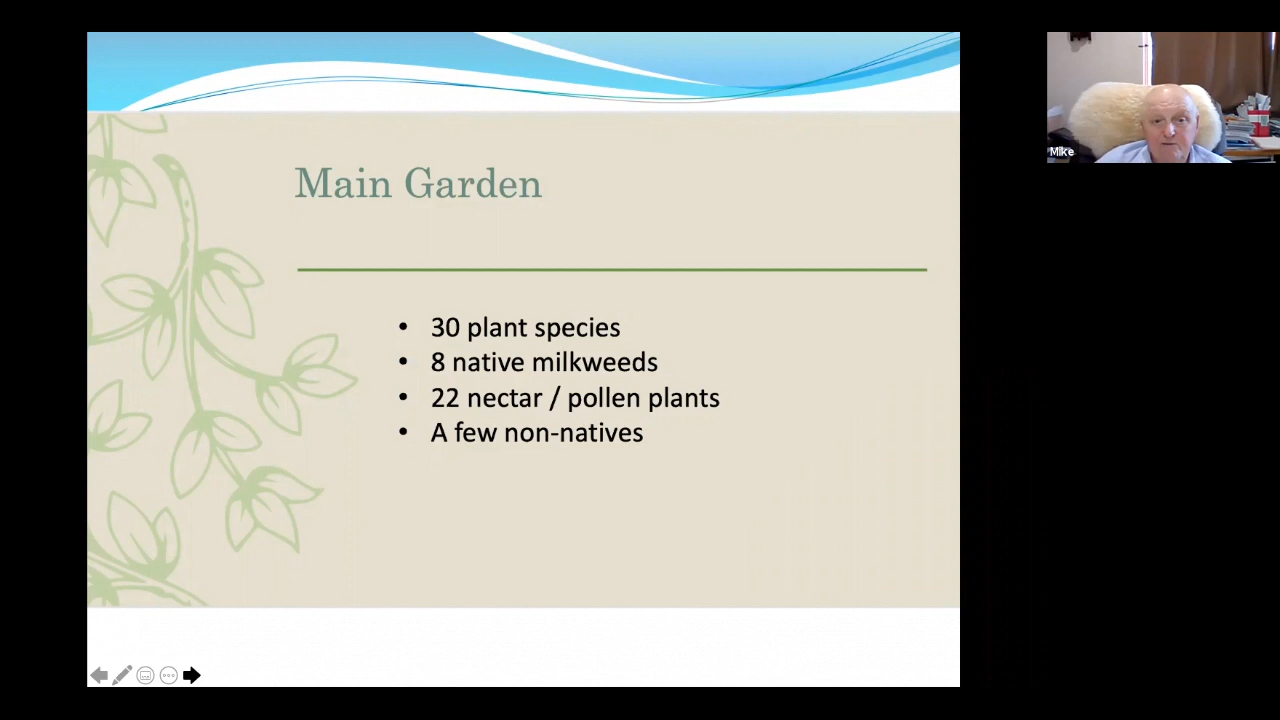 Main Garden
• 30 plant species
• 8 native milkweeds
• 22 nectar / pollen plants
• A few non-natives
Mike